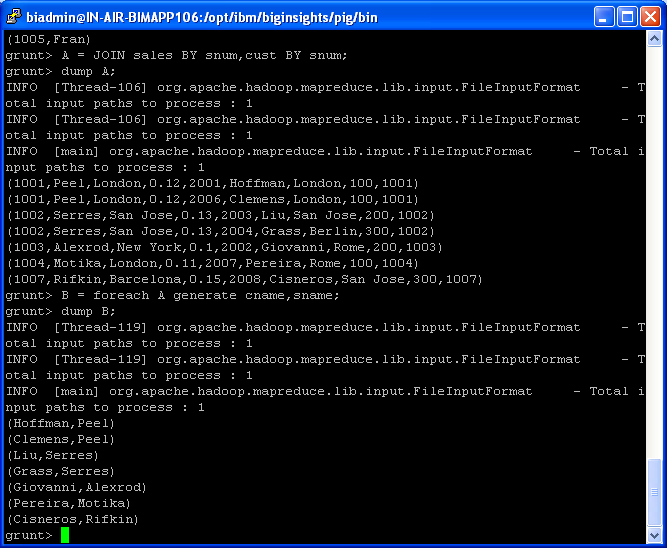 biadmin@IN-AIR-BIMAPP106:/opt/ibm/biginsights/pig/bin
(1005,Fran)
grunt> A = JOIN sales BY snum,cust BY snum;
grunt> dump A;
INFO  [Thread-106] org.apache.hadoop.mapreduce.lib.input.FileInputFormat     - T
otal input paths to process : 1
INFO  [Thread-106] org.apache.hadoop.mapreduce.lib.input.FileInputFormat     - T
otal input paths to process : 1
INFO  [main] org.apache.hadoop.mapreduce.lib.input.FileInputFormat     - Total i
nput paths to process : 1
(1001,Peel,London,0.12,2001,Hoffman,London,100,1001)
(1001,Peel,London,0.12,2006,Clemens,London,100,1001)
(1002,Serres,San Jose,0.13,2003,Liu,San Jose,200,1002)
(1002,Serres,San Jose,0.13,2004,Grass,Berlin,300,1002)
(1003,Alexrod,New York,0.1,2002,Giovanni,Rome,200,1003)
(1004,Motika,London,0.11,2007,Pereira,Rome,100,1004)
(1007,Rifkin,Barcelona,0.15,2008,Cisneros,San Jose,300,1007)
grunt> B = foreach A generate cname,sname;
grunt> dump B;
INFO  [Thread-119] org.apache.hadoop.mapreduce.lib.input.FileInputFormat     - T
otal input paths to process : 1
INFO  [Thread-119] org.apache.hadoop.mapreduce.lib.input.FileInputFormat     - T
otal input paths to process : 1
INFO  [main] org.apache.hadoop.mapreduce.lib.input.FileInputFormat     - Total i
nput paths to process : 1
(Hoffman,Peel)
(Clemens,Peel)
(Liu,Serres)
(Grass,Serres)
(Giovanni,Alexrod)
(Pereira,Motika)
(Cisneros,Rifkin)
grunt>